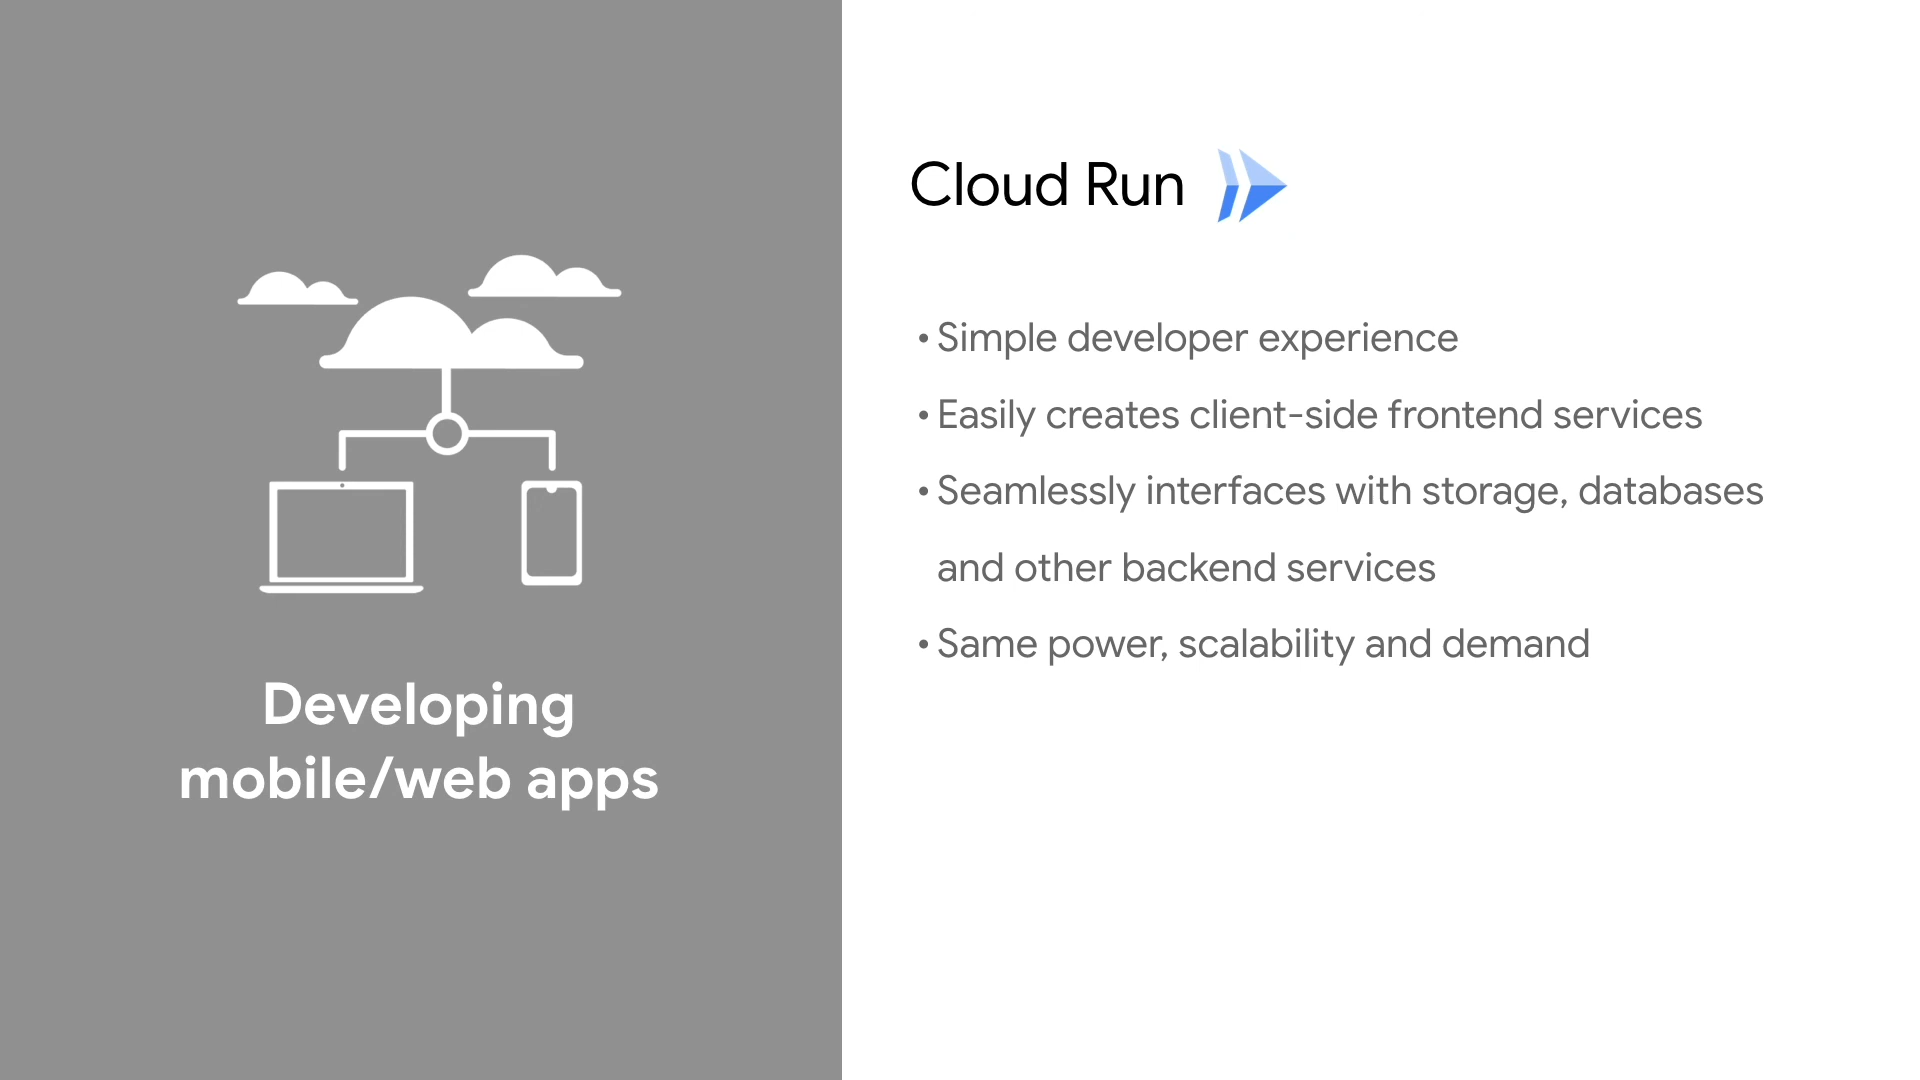 Developing
mobile/web apps
Cloud Run
• Simple developer experience
• Easily creates client-side frontend services
• Seamlessly interfaces with storage, databases
and other backend services
• Same power, scalability and demand